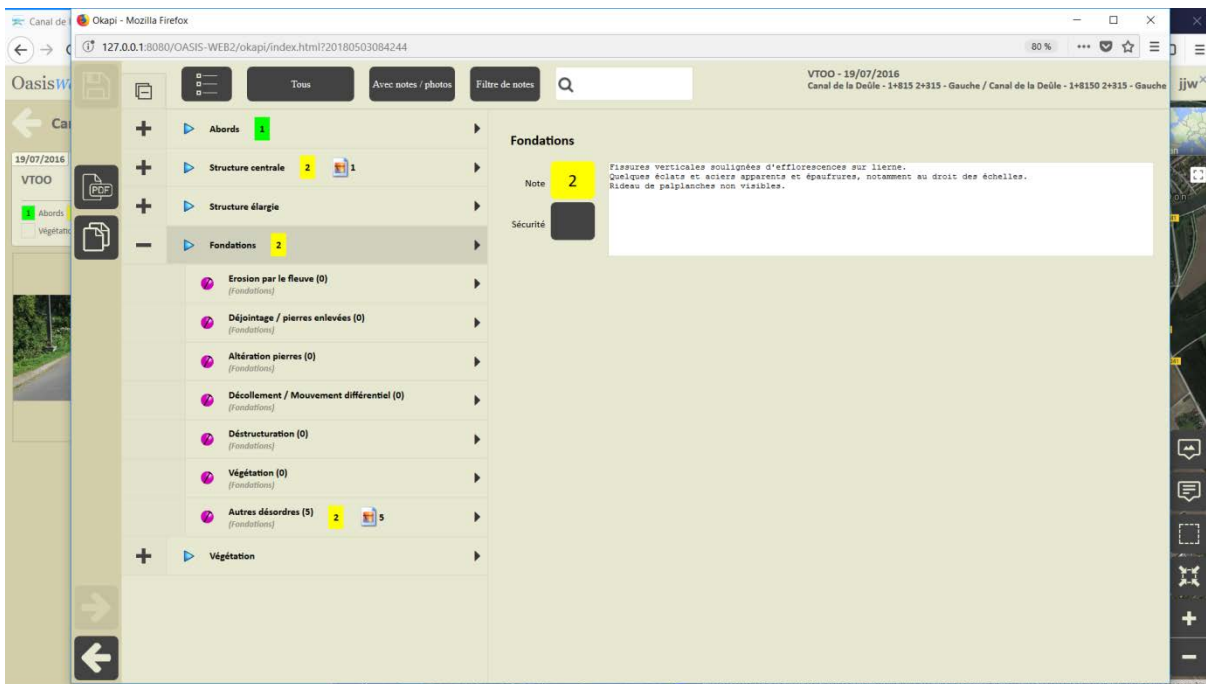 Canal de
Okapi - Mozilla Firefox
127.0.0.1:8080/OASIS-WEB2/okapi/index.html?20180503084244
80 %
OasisW
jjw
Tous
Avec notes / photos
Filtre de notes
VTOO - 19/07/2016
Canal de la Deûle - 1+815 2+315 - Gauche / Canal de la Deûle - 1+8150 2+315 - Gauche
Ca
19/07/2016
VTOO
1 Abords
Végétatio
PDF
Abords 1
Structure centrale 2 1
Structure élargie
Fondations 2
Erosion par le fleuve (0)
(Fondations)
Déjointage / pierres enlevées (0)
(Fondations)
Altération pierres (0)
(Fondations)
Décollement / Mouvement différentiel (0)
(Fondations)
Déstructuration (0)
(Fondations)
Végétation (0)
(Fondations)
Autres désordres (5) 2 5
(Fondations)
Végétation
Fondations
Note 2
Fissures verticales soulignées d'efflorescences sur lierne.
Quelques éclats et aciers apparents et épaufrures, notamment au droit des échelles.
Rideau de palplanches non visibles.
Sécurité